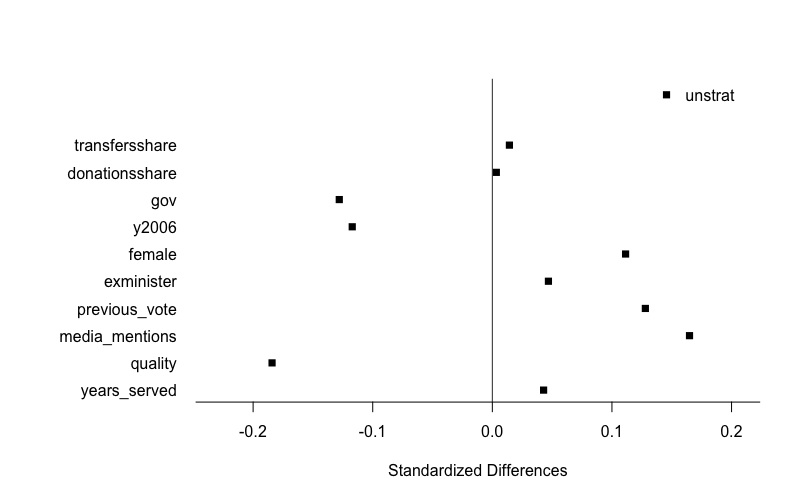 unstrat
transfersshare
donationsshare
gov
y2006
female
exminister
previous_vote
media_mentions
quality
years_served
-0.2 -0.1 0.0 0.1 0.2
Standardized Differences